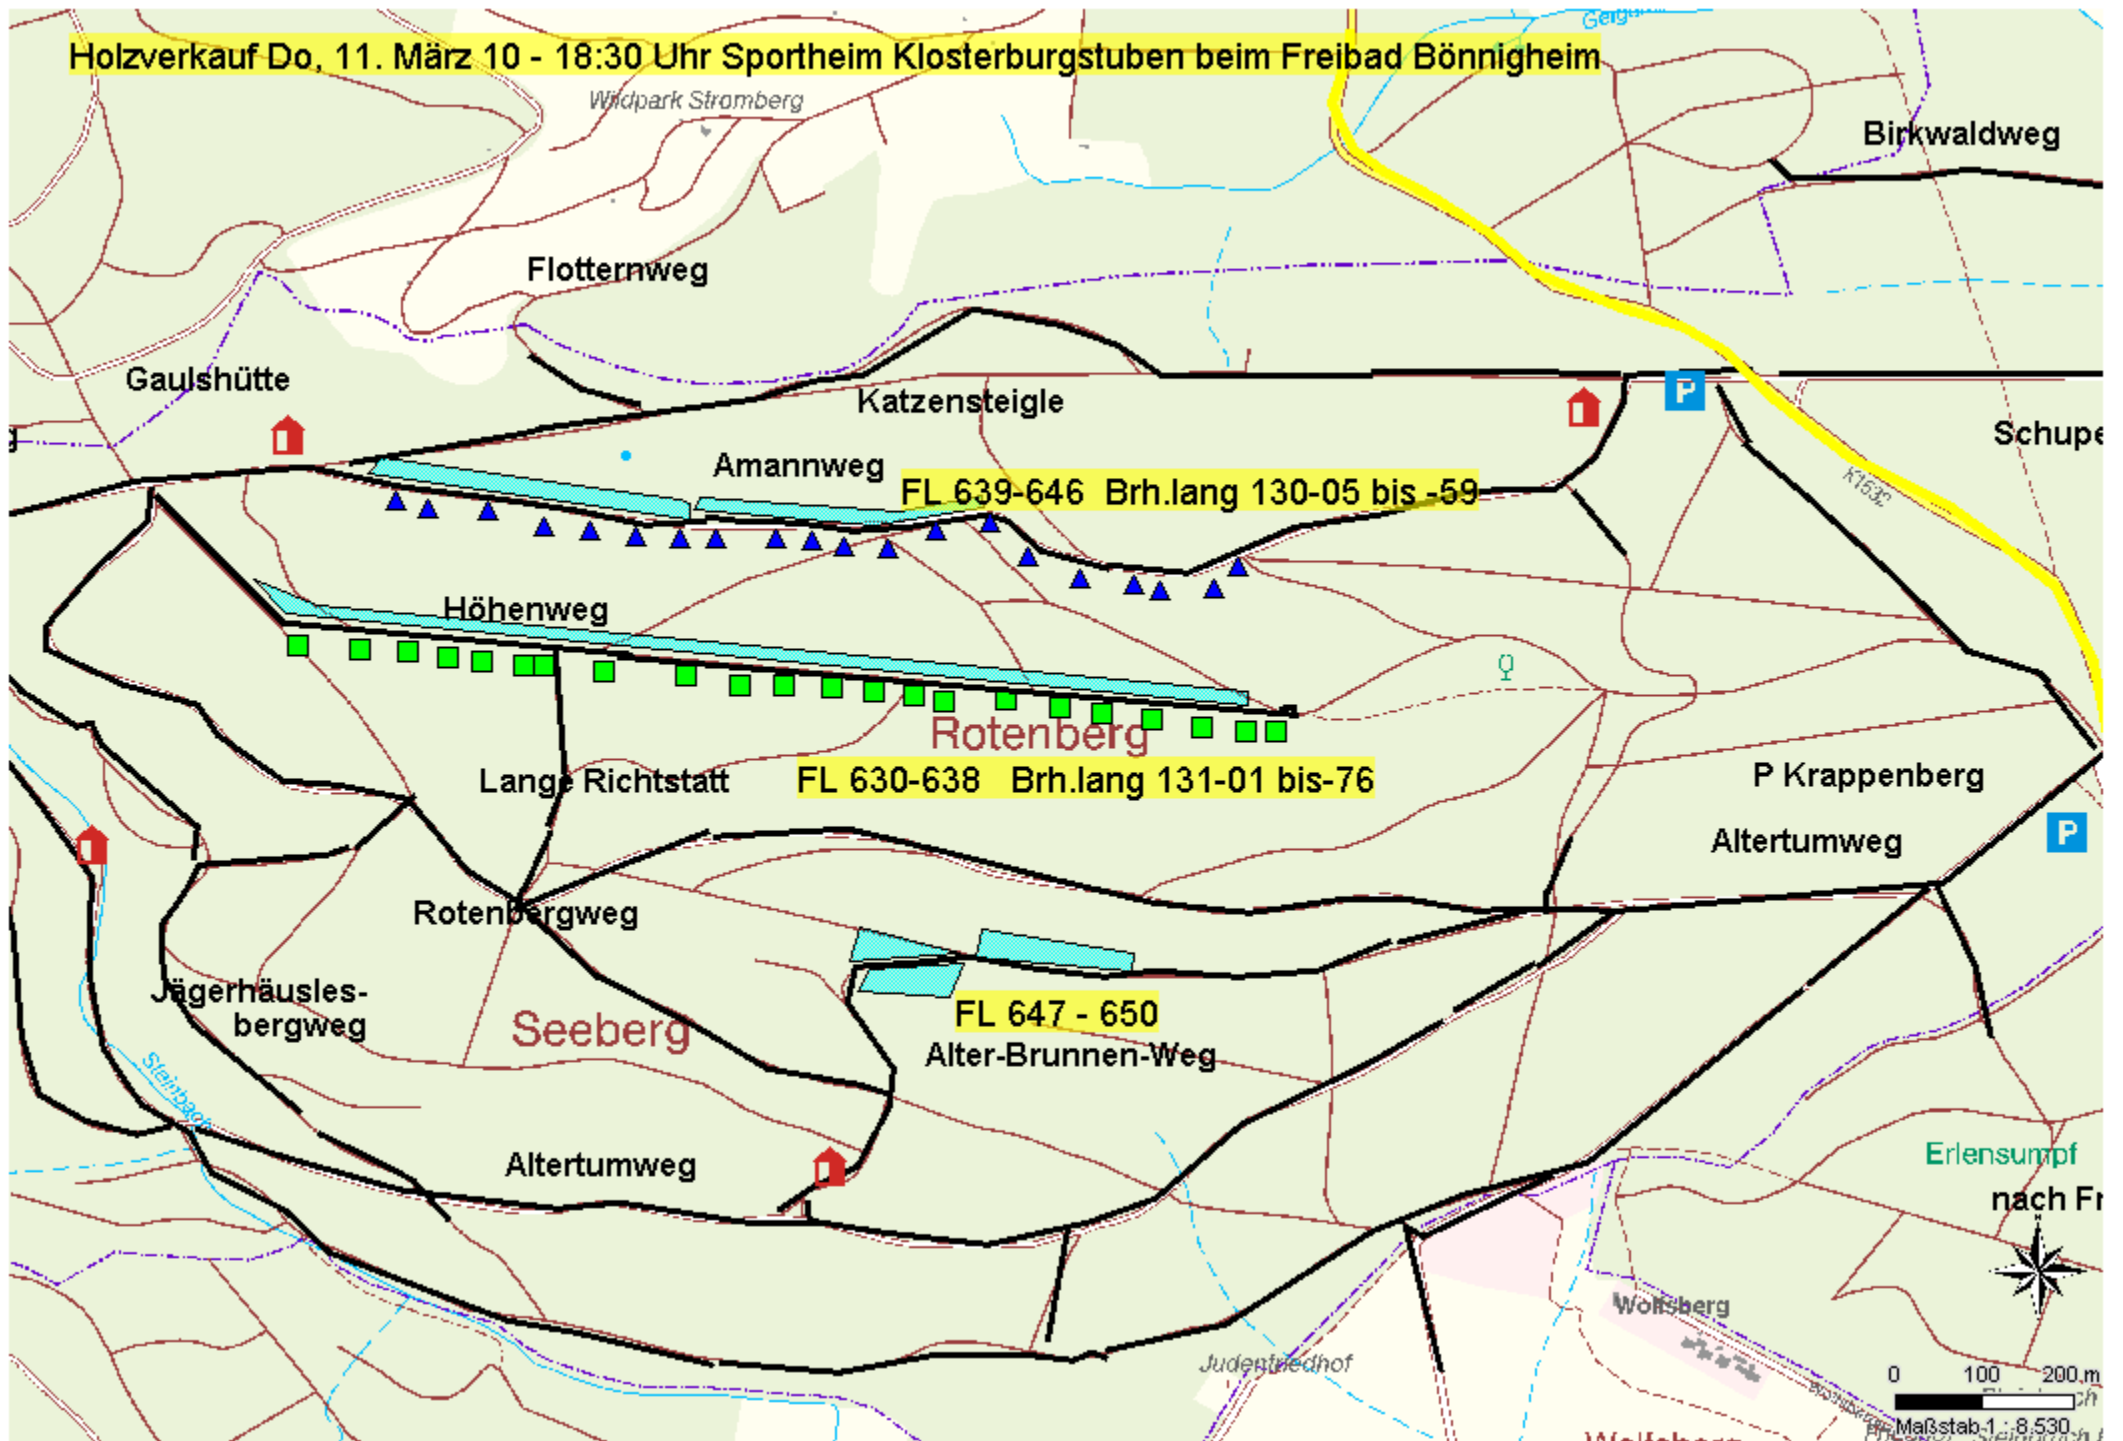 Holzverkauf Do, 11. März 10 - 18:30 Uhr Sportheim Klosterburgstuben beim Freibad Bönnigheim
Wildpark Stromberg
Birkwaldweg
Flotternweg
Gaulshütte
Katzensteigle
P
Schupe
Amannweg
FL 639-646 Brh.lang 130-05 bis -59
K1632
Höhenweg
Rotenberg
Lange Richtstatt
FL 630-638 Brh.lang 131-01 bis-76
P Krappenberg
Altertumweg
P
Rotenbergweg
Jägerhäusles-
bergweg
Seeberg
FL 647 - 650
Alter-Brunnen-Weg
Steinbach
Altertumweg
Erlensumpf
nach Fr
Wolfsberg
Judenfriedhof
0 100 200 m
Maßstab 1 : 8.530
Wolfsberg